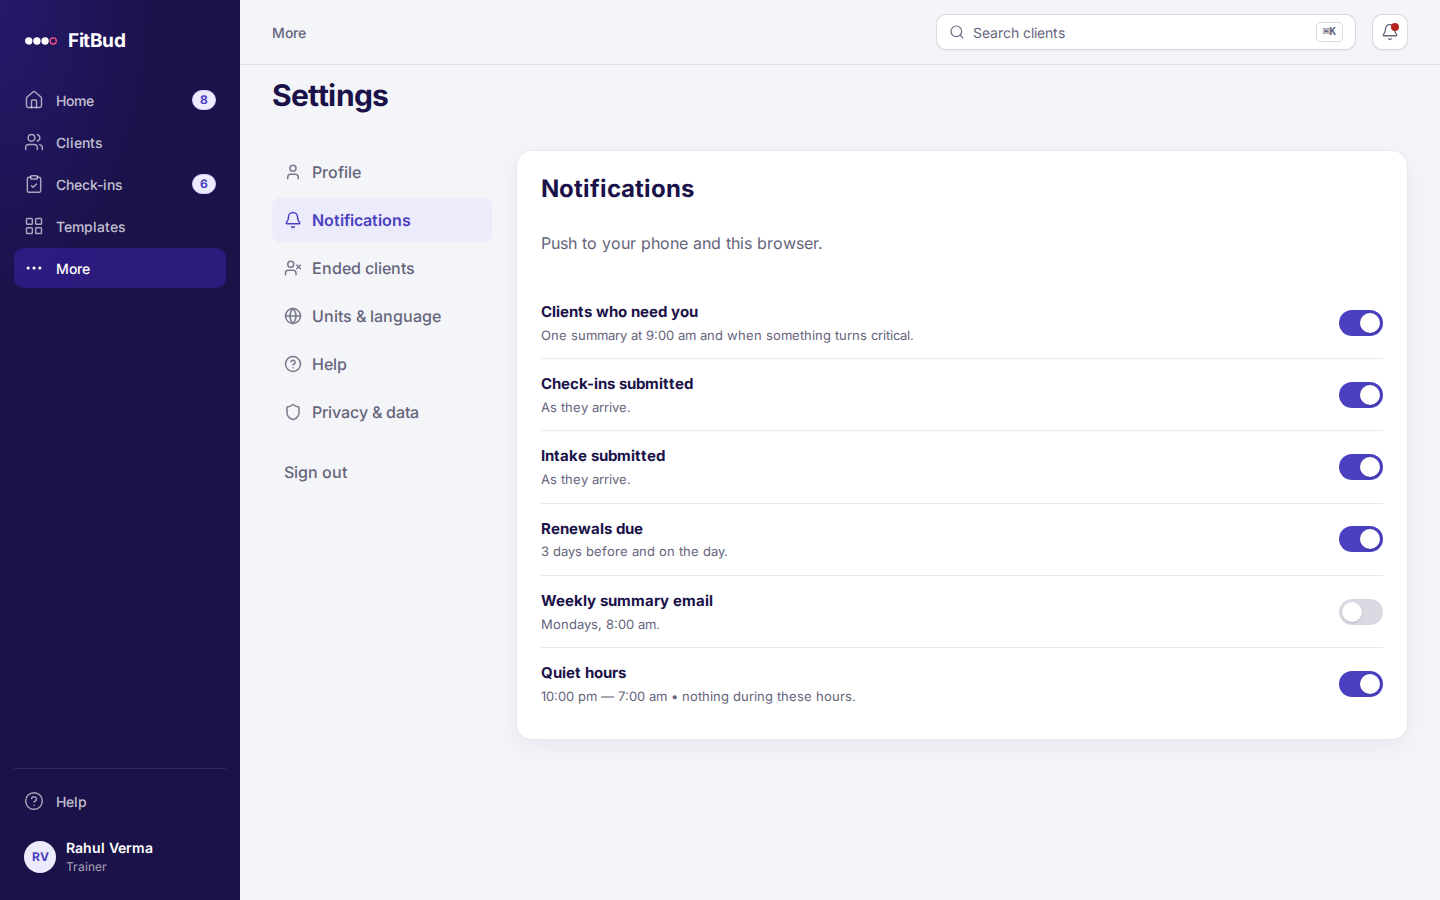 FitBud
Home 8
Clients
Check-ins 6
Templates
More
Help
RV
Rahul Verma
Trainer
More
Search clients
⌘K
Settings
Profile
Notifications
Ended clients
Units & language
Help
Privacy & data
Sign out
Notifications
Push to your phone and this browser.
Clients who need you
One summary at 9:00 am and when something turns critical.
Check-ins submitted
As they arrive.
Intake submitted
As they arrive.
Renewals due
3 days before and on the day.
Weekly summary email
Mondays, 8:00 am.
Quiet hours
10:00 pm — 7:00 am • nothing during these hours.